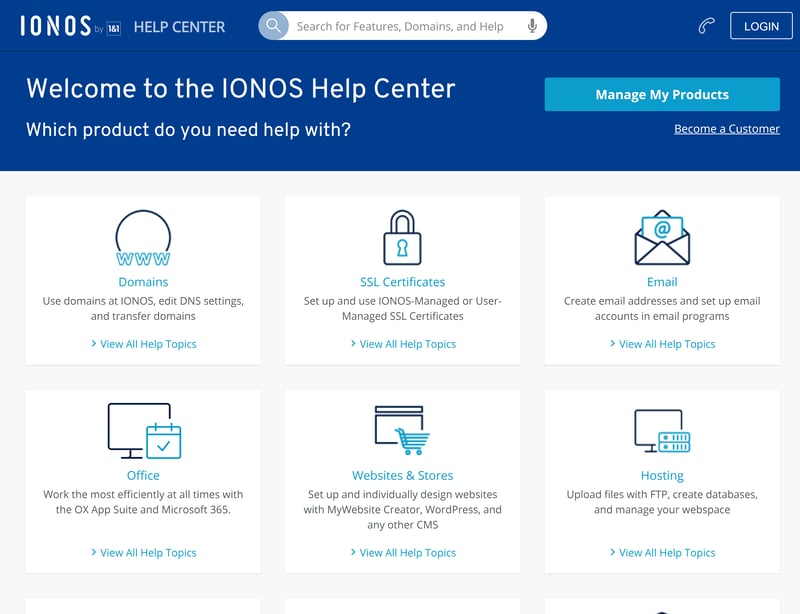 IONOS by 1&1 HELP CENTER
Search for Features, Domains, and Help
LOGIN
Welcome to the IONOS Help Center
Manage My Products
Which product do you need help with?
Become a Customer
WWW
Domains
Use domains at IONOS, edit DNS settings,
and transfer domains
View All Help Topics
SSL Certificates
Set up and use IONOS-Managed or User-
Managed SSL Certificates
View All Help Topics
@
Email
Create email addresses and set up email
accounts in email programs
View All Help Topics
Office
Work the most efficiently at all times with
the OX App Suite and Microsoft 365.
View All Help Topics
Websites & Stores
Set up and individually design websites
with MyWebsite Creator, WordPress, and
any other CMS
View All Help Topics
Hosting
Upload files with FTP, create databases,
and manage your webspace
View All Help Topics